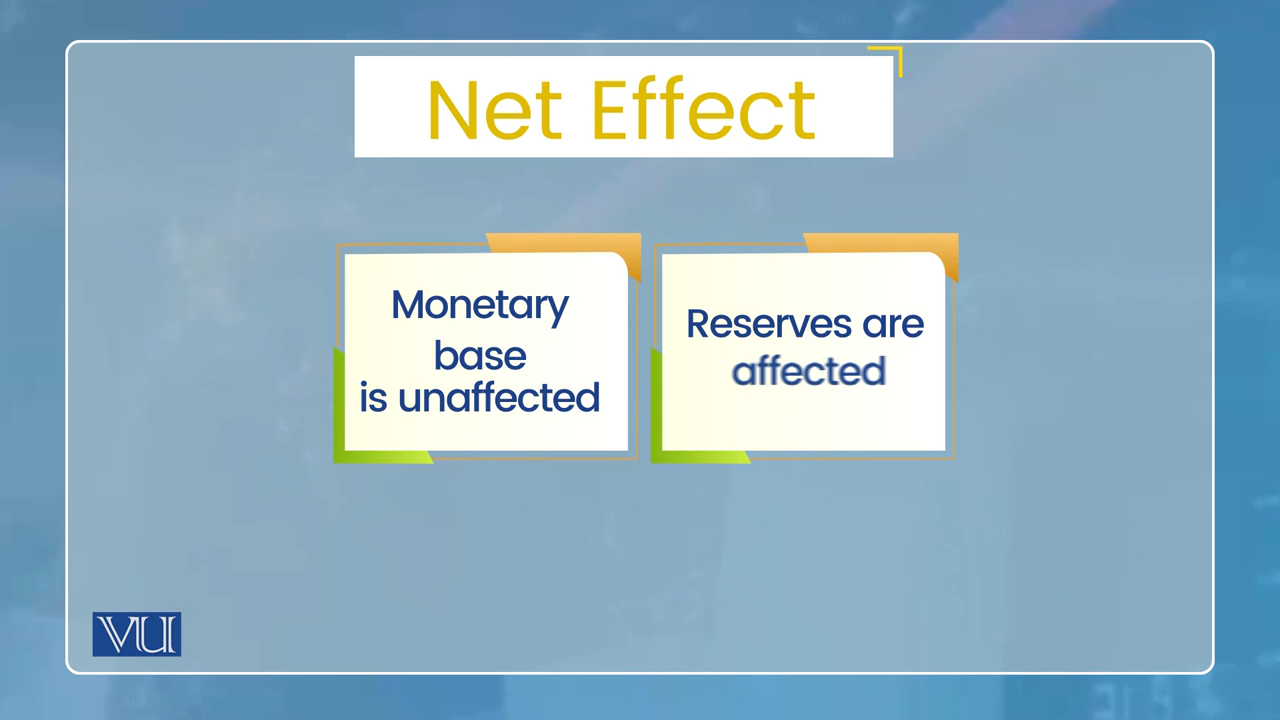 Net Effect
Monetary
base
is unaffected
Reserves are
affected
VU